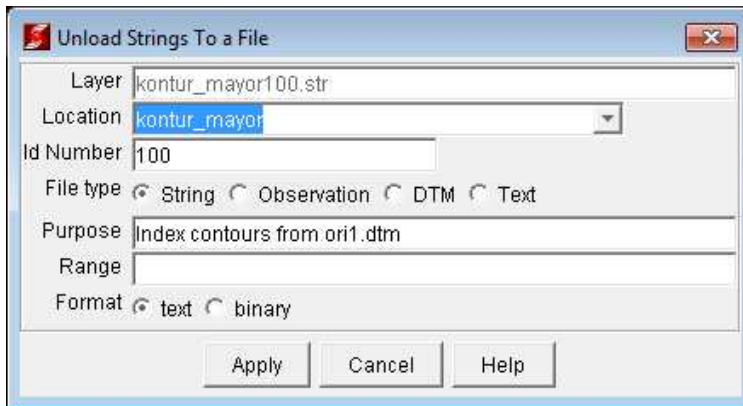 Unload Strings To a File
Layer kontur_mayor100.str
Location kontur_mayor
Id Number 100
File type String Observation DTM Text
Purpose Index contours from ori1.dtm
Range
Format text binary
Apply Cancel Help